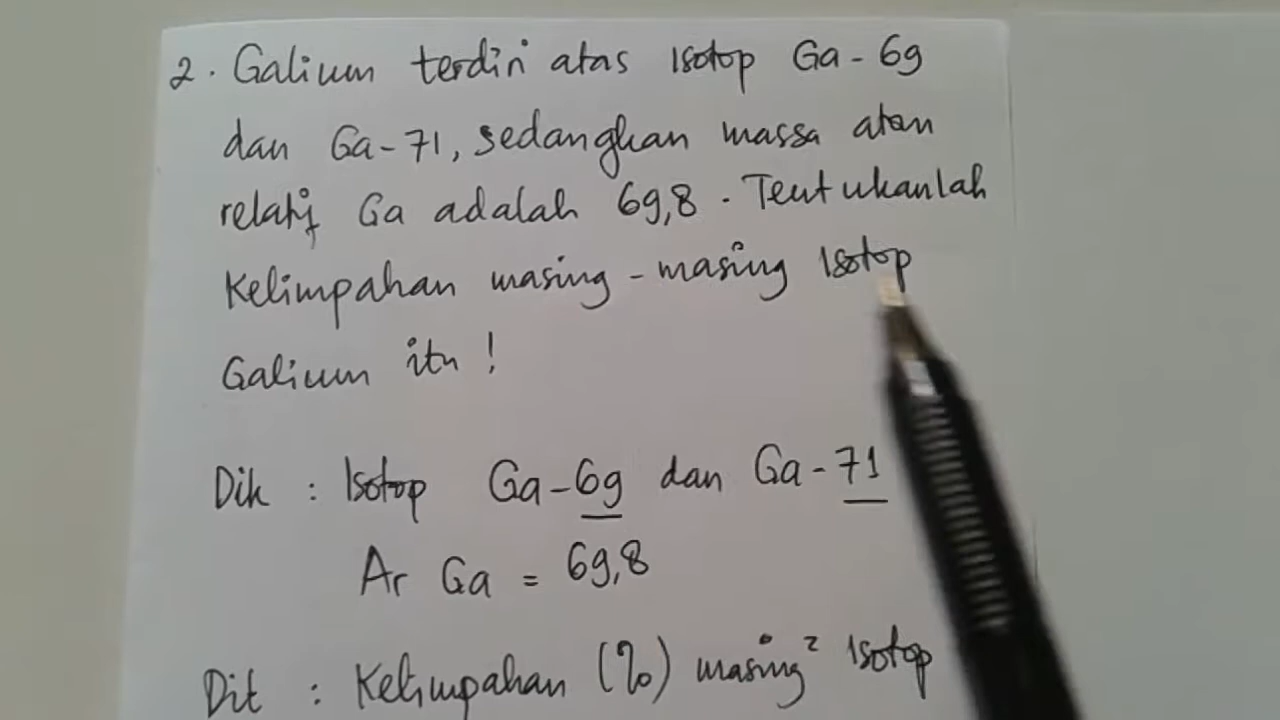 2. Galium terdiri atas Isotop Ga-69
dan Ga-71, sedangkan massa atom
relatif Ga adalah 69,8. Tentukanlah
Kelimpahan masing-masing Isotop
Galium itu!
Dik : Isotop Ga-69 dan Ga-71
Ar Ga = 69,8
Dit : Kelimpahan (%) masing² Isotop